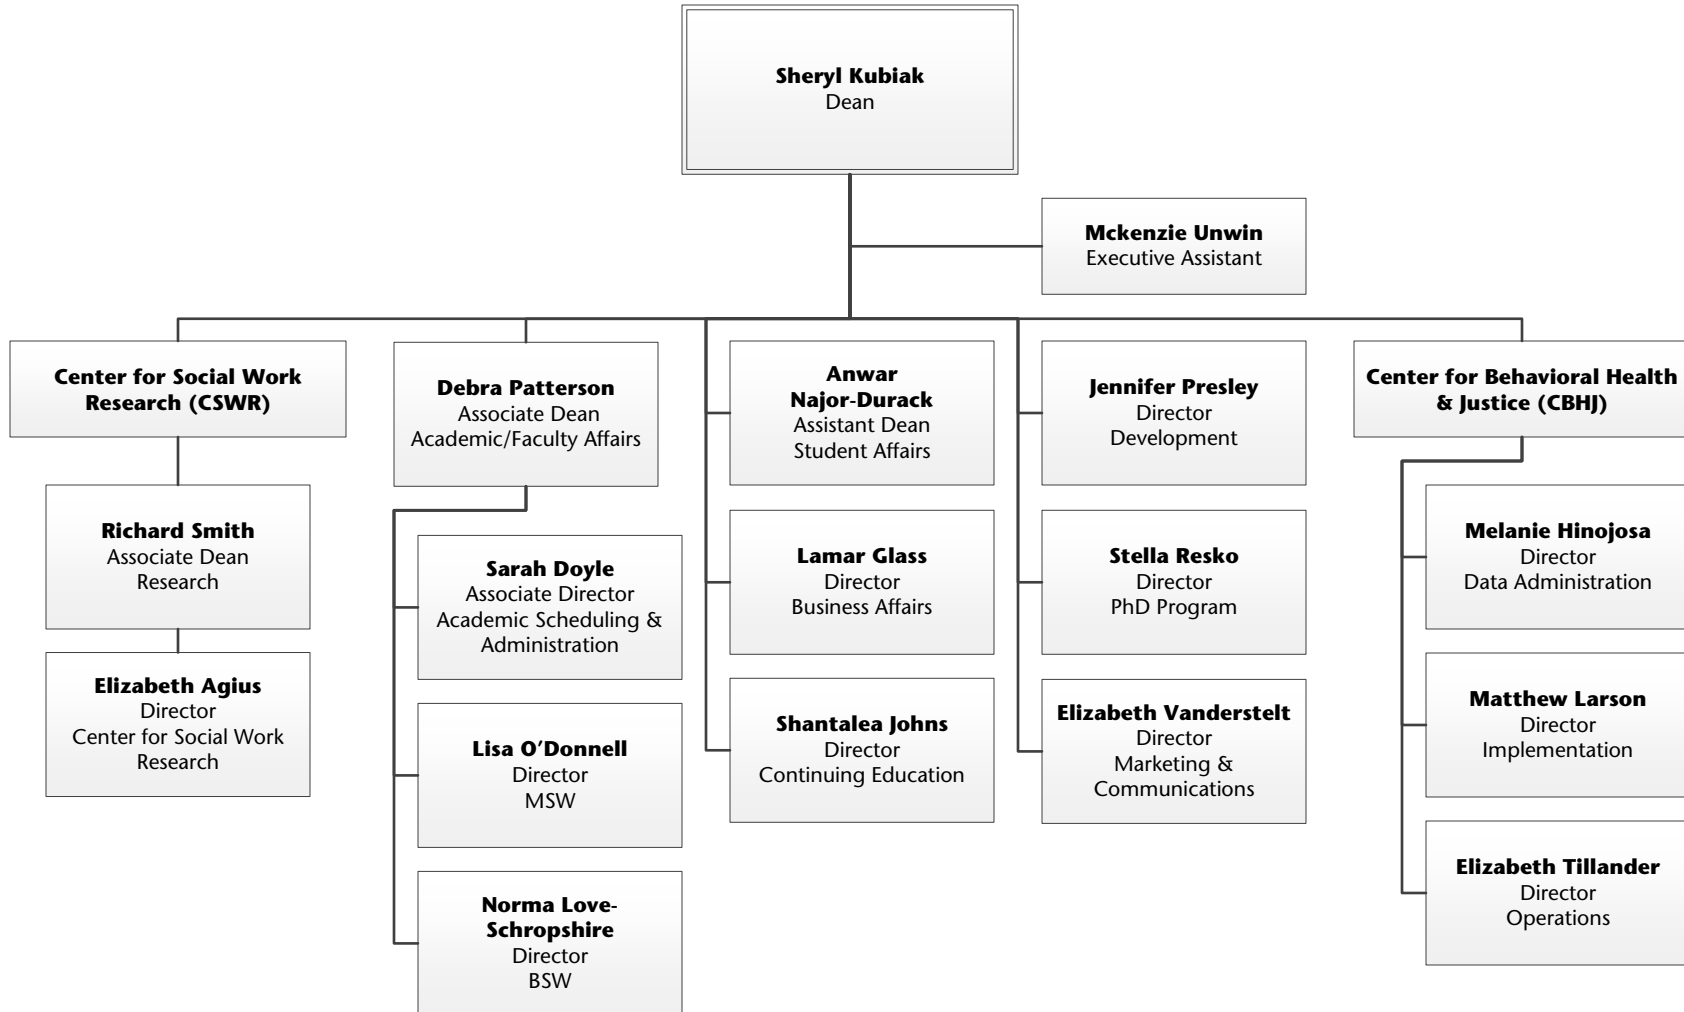 Sheryl Kubiak
Dean
Mckenzie Unwin
Executive Assistant
Center for Social Work
Research (CSWR)
Richard Smith
Associate Dean
Research
Elizabeth Agius
Director
Center for Social Work
Research
Debra Patterson
Associate Dean
Academic/Faculty Affairs
Sarah Doyle
Associate Director
Academic Scheduling &
Administration
Lisa O’Donnell
Director
MSW
Norma Love-
Schropshire
Director
BSW
Anwar
Najor-Durack
Assistant Dean
Student Affairs
Lamar Glass
Director
Business Affairs
Shantalea Johns
Director
Continuing Education
Jennifer Presley
Director
Development
Stella Resko
Director
PhD Program
Elizabeth Vanderstelt
Director
Marketing &
Communications
Center for Behavioral Health
& Justice (CBHJ)
Melanie Hinojosa
Director
Data Administration
Matthew Larson
Director
Implementation
Elizabeth Tillander
Director
Operations